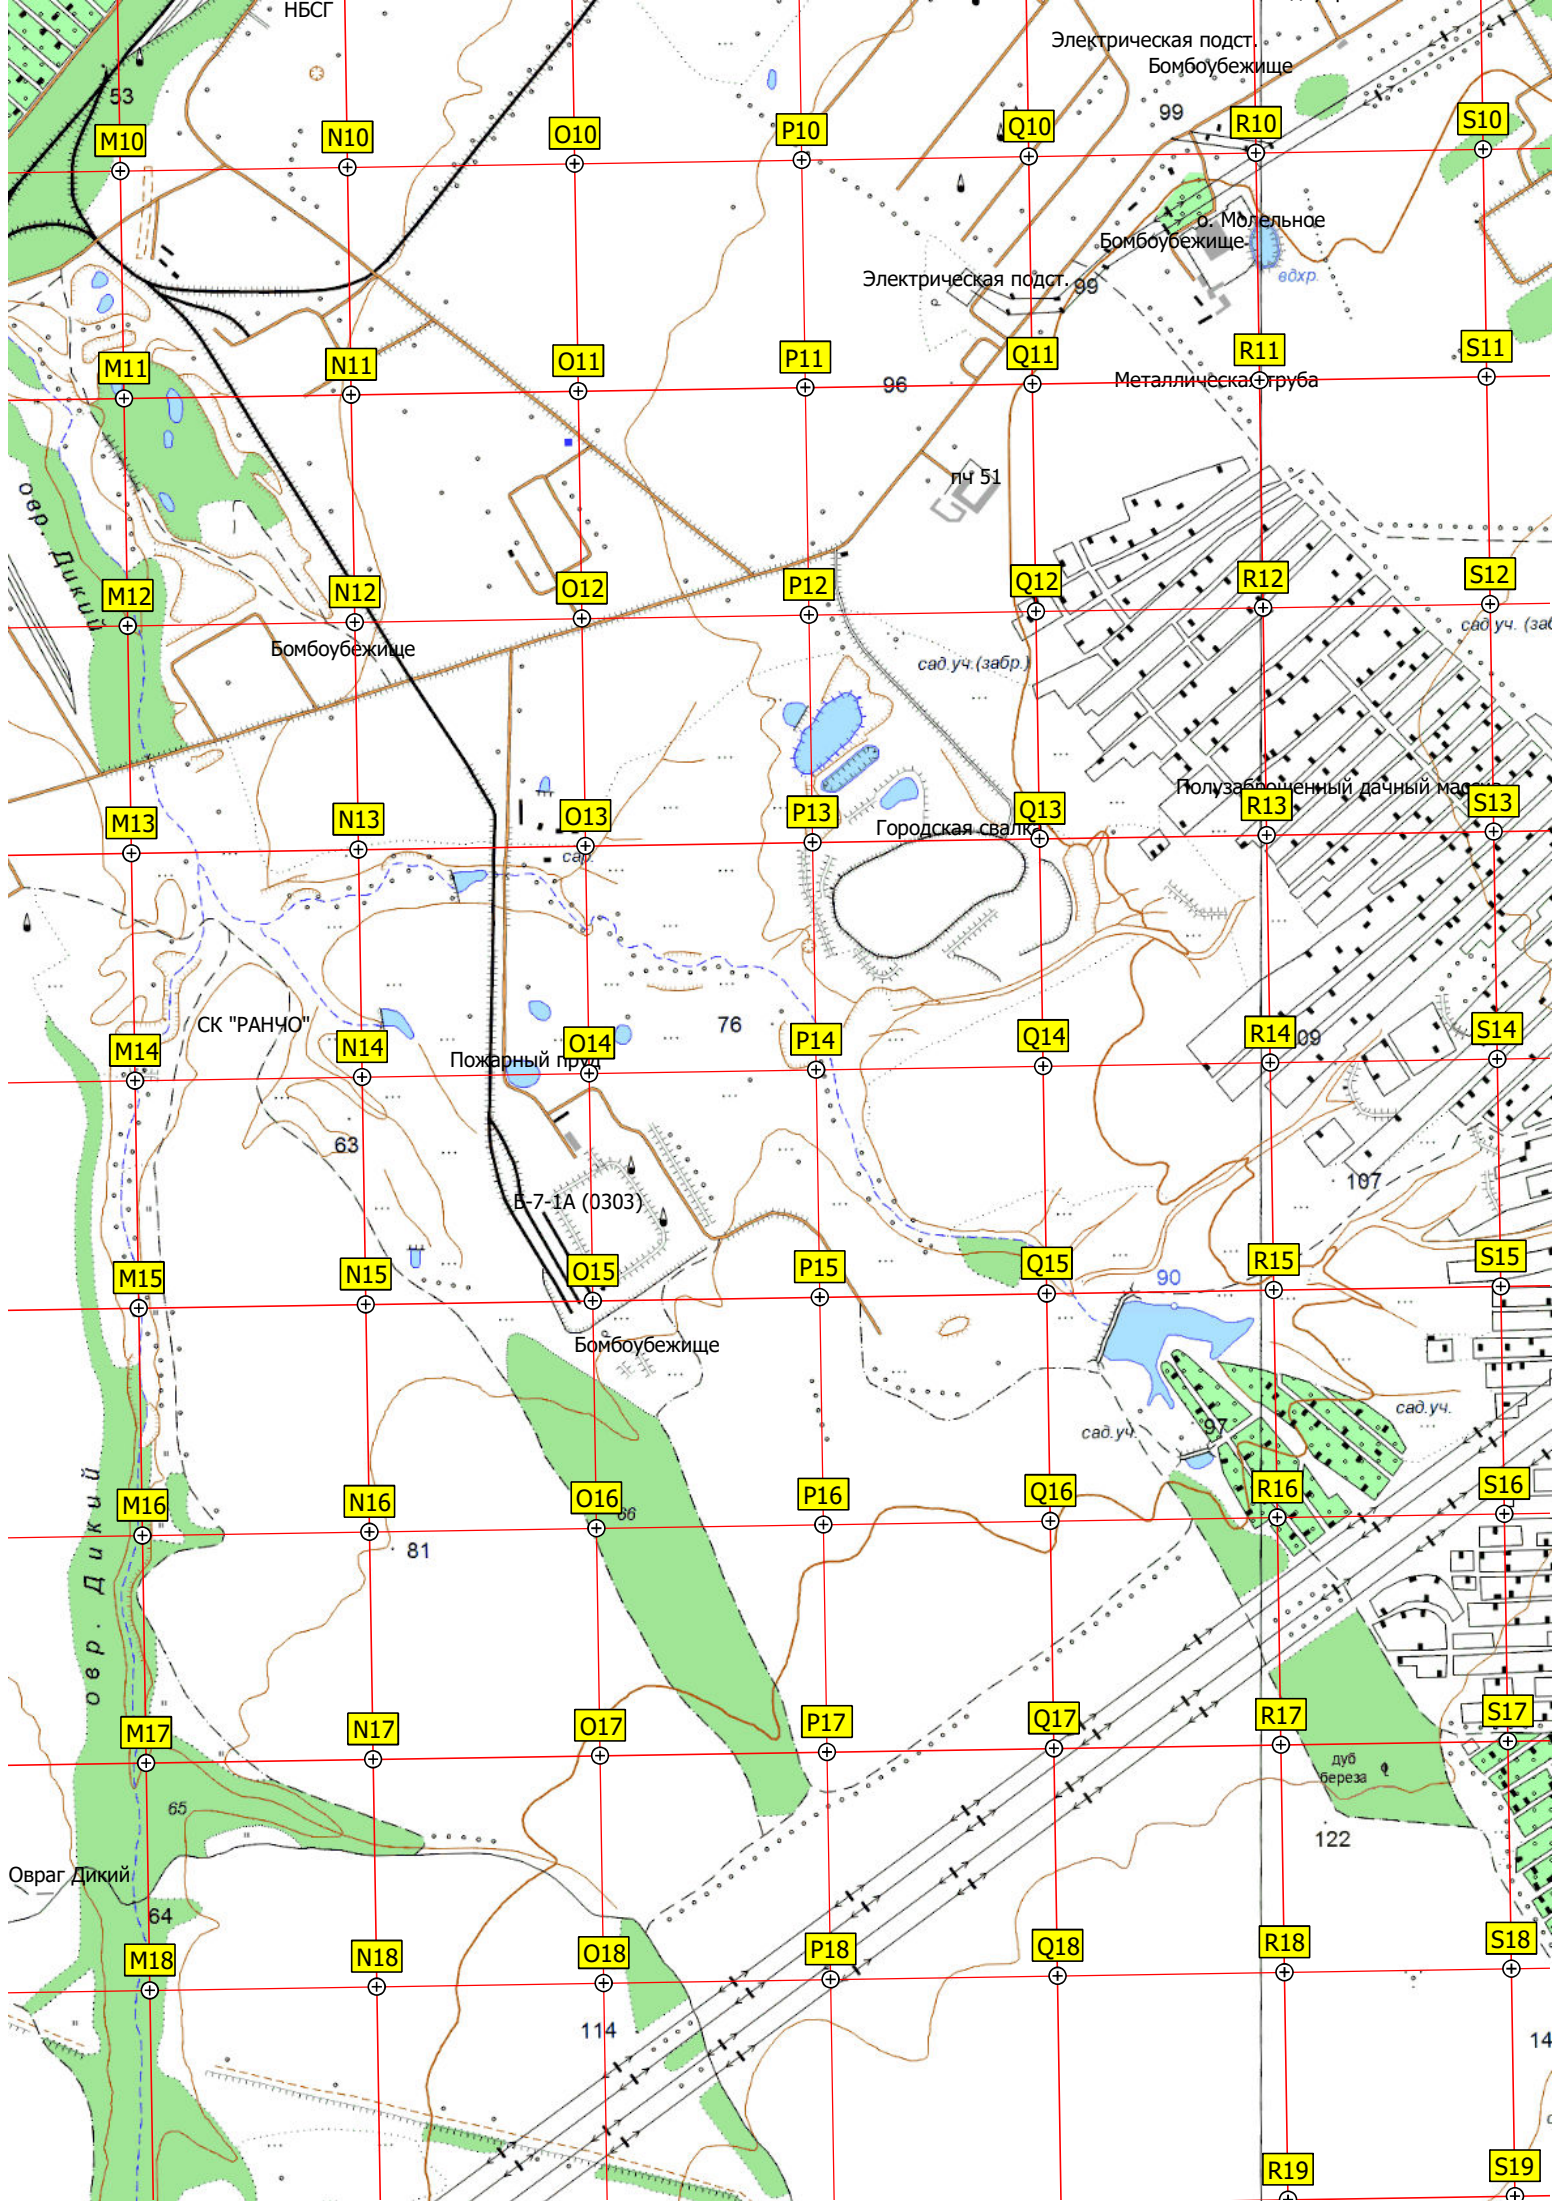 НБСГ
Электрическая подст.
Бомбоубежище
53
99
M10
N10
O10
P10
Q10
R10
S10
о. Молельное
Бомбоубежище
вдхр.
Электрическая подст.
99
M11
N11
O11
P11
Q11
R11
S11
96
Металлическая труба
пч 51
овр. Дикий
M12
N12
O12
P12
Q12
R12
S12
сад.уч. (заб
Бомбоубежище
сад.уч.(забр.)
Полузаброшенный дачный массив
M13
N13
O13
P13
Q13
R13
S13
Городская свалка
сар.
СК "РАНЧО"
76
M14
N14
O14
P14
Q14
R14
S14
09
Пожарный пруд
63
107
Б-7-1А (0303)
M15
N15
O15
P15
Q15
R15
S15
90
Бомбоубежище
сад.уч.
97
сад.уч.
овр. Дикий
M16
N16
O16
P16
Q16
R16
S16
66
81
M17
N17
O17
P17
Q17
R17
S17
дуб
береза
65
122
Овраг Дикий
64
M18
N18
O18
P18
Q18
R18
S18
114
14
R19
S19